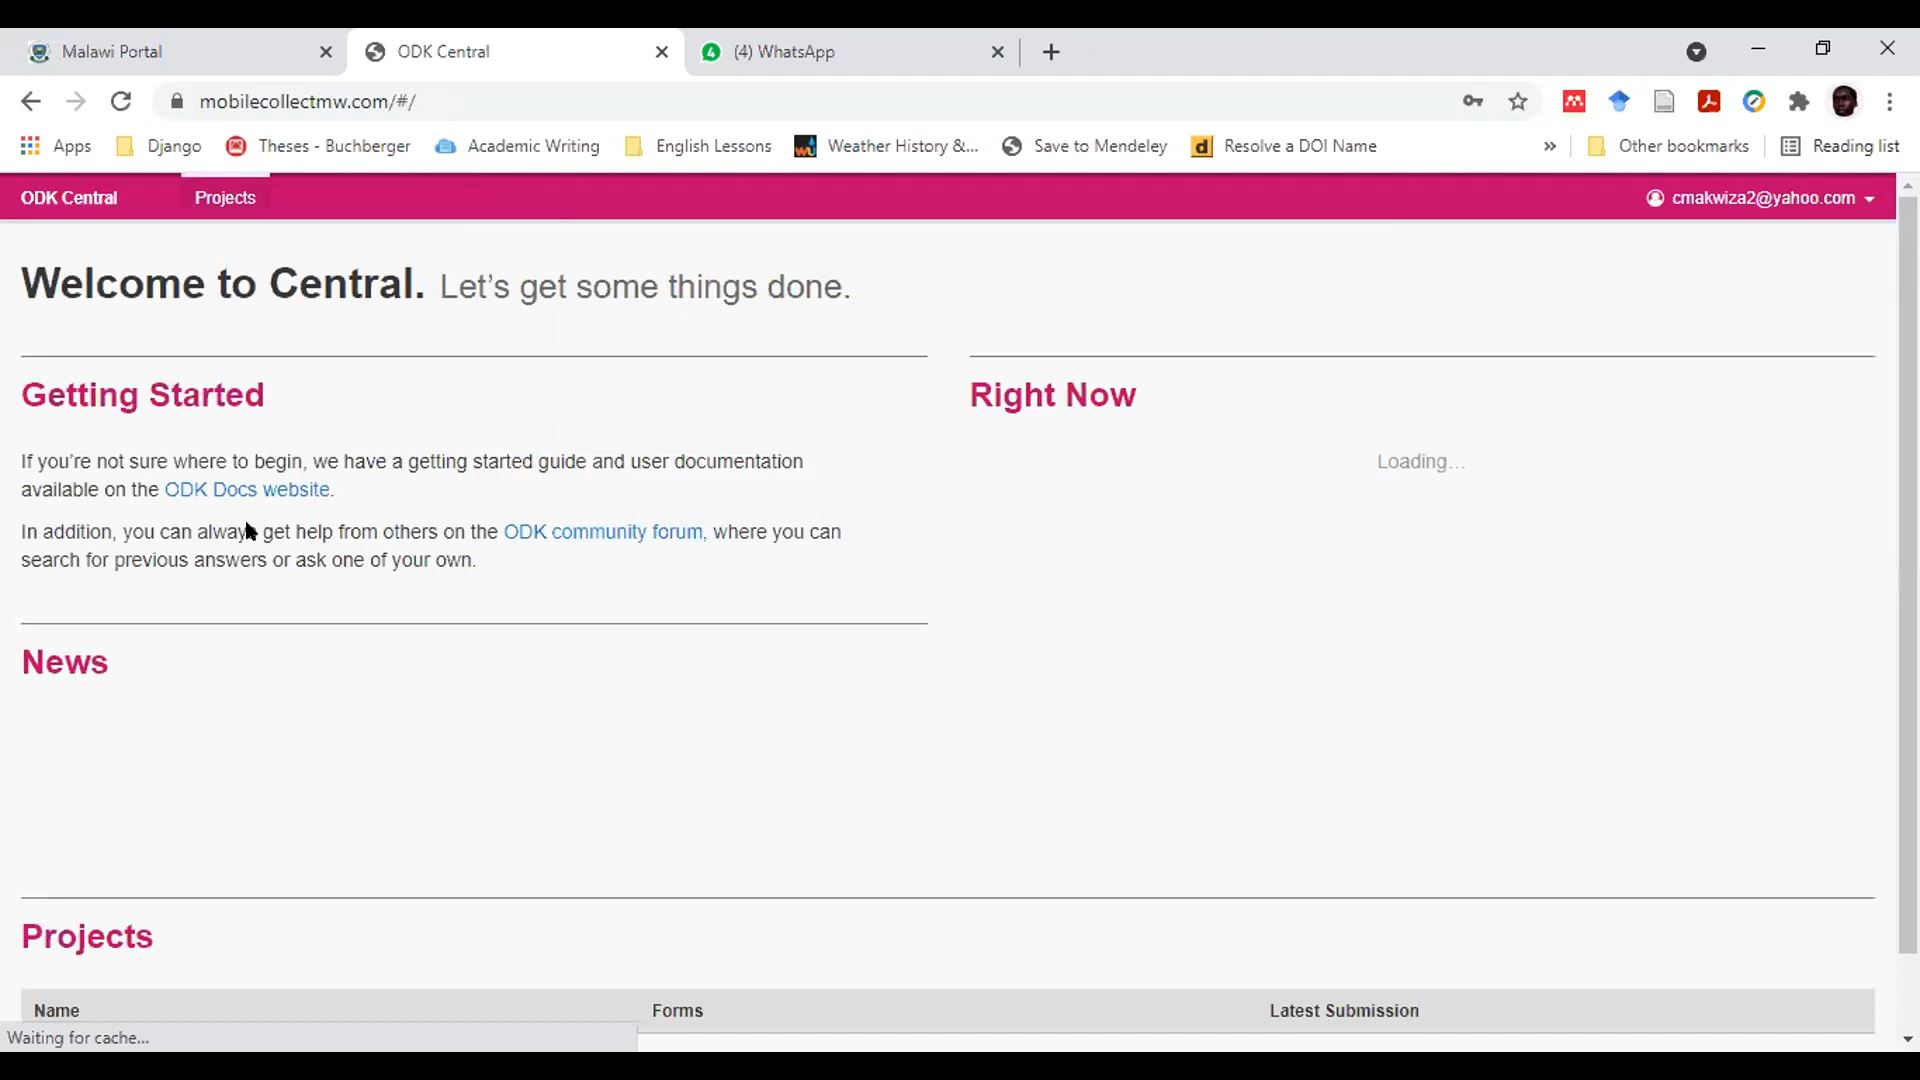 Malawi Portal
ODK Central
(4) WhatsApp
mobilecollectmw.com/#/
Apps
Django
Theses - Buchberger
Academic Writing
English Lessons
Weather History &...
Save to Mendeley
Resolve a DOI Name
»
Other bookmarks
Reading list
ODK Central
Projects
cmakwiza2@yahoo.com
Welcome to Central. Let's get some things done.
Getting Started
If you're not sure where to begin, we have a getting started guide and user documentation
available on the ODK Docs website.
In addition, you can always get help from others on the ODK community forum, where you can
search for previous answers or ask one of your own.
Right Now
Loading...
News
Projects
Name
Forms
Latest Submission
Waiting for cache...